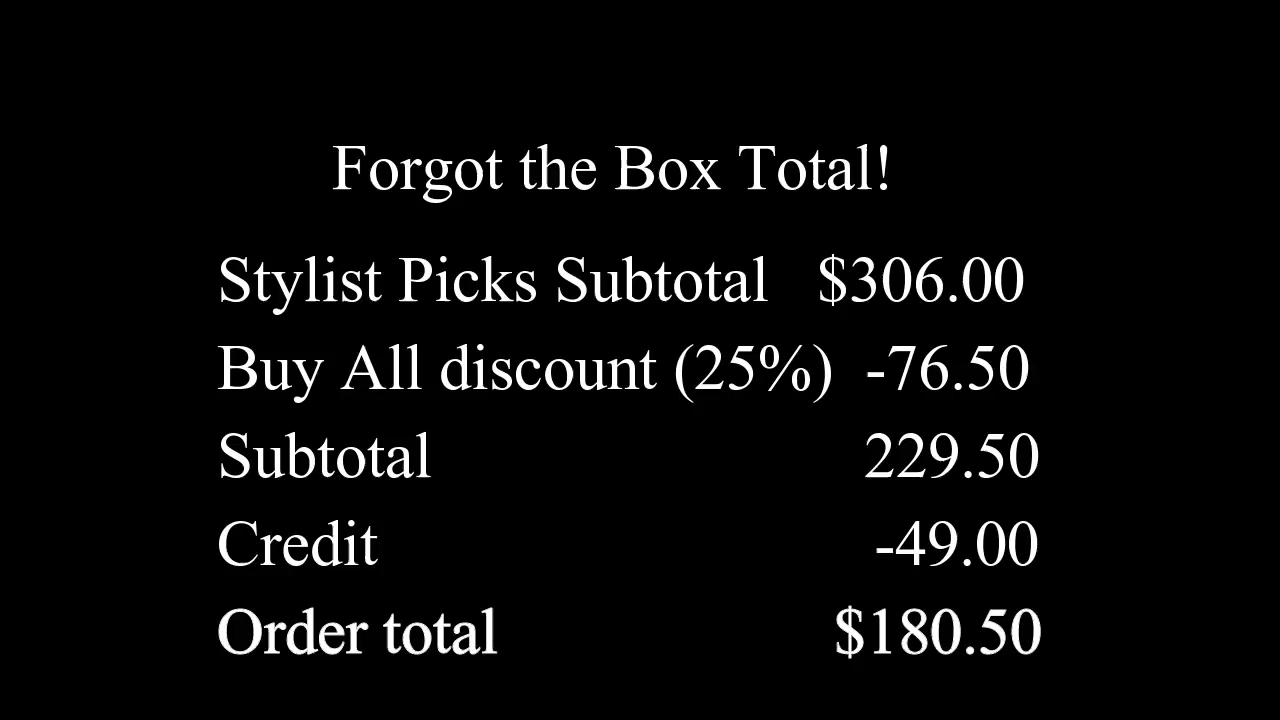 Forgot the Box Total!
Stylist Picks Subtotal $306.00
Buy All discount (25%) -76.50
Subtotal 229.50
Credit -49.00
Order total $180.50